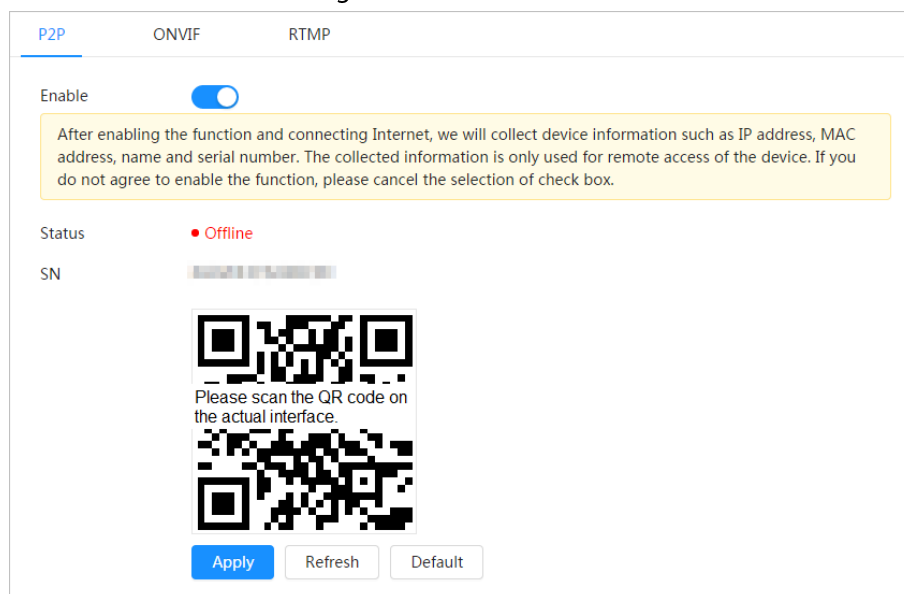 P2P ONVIF RTMP
Enable
After enabling the function and connecting Internet, we will collect device information such as IP address, MAC
address, name and serial number. The collected information is only used for remote access of the device. If you
do not agree to enable the function, please cancel the selection of check box.
Status Offline
SN
Please scan the QR code on
the actual interface.
Apply Refresh Default